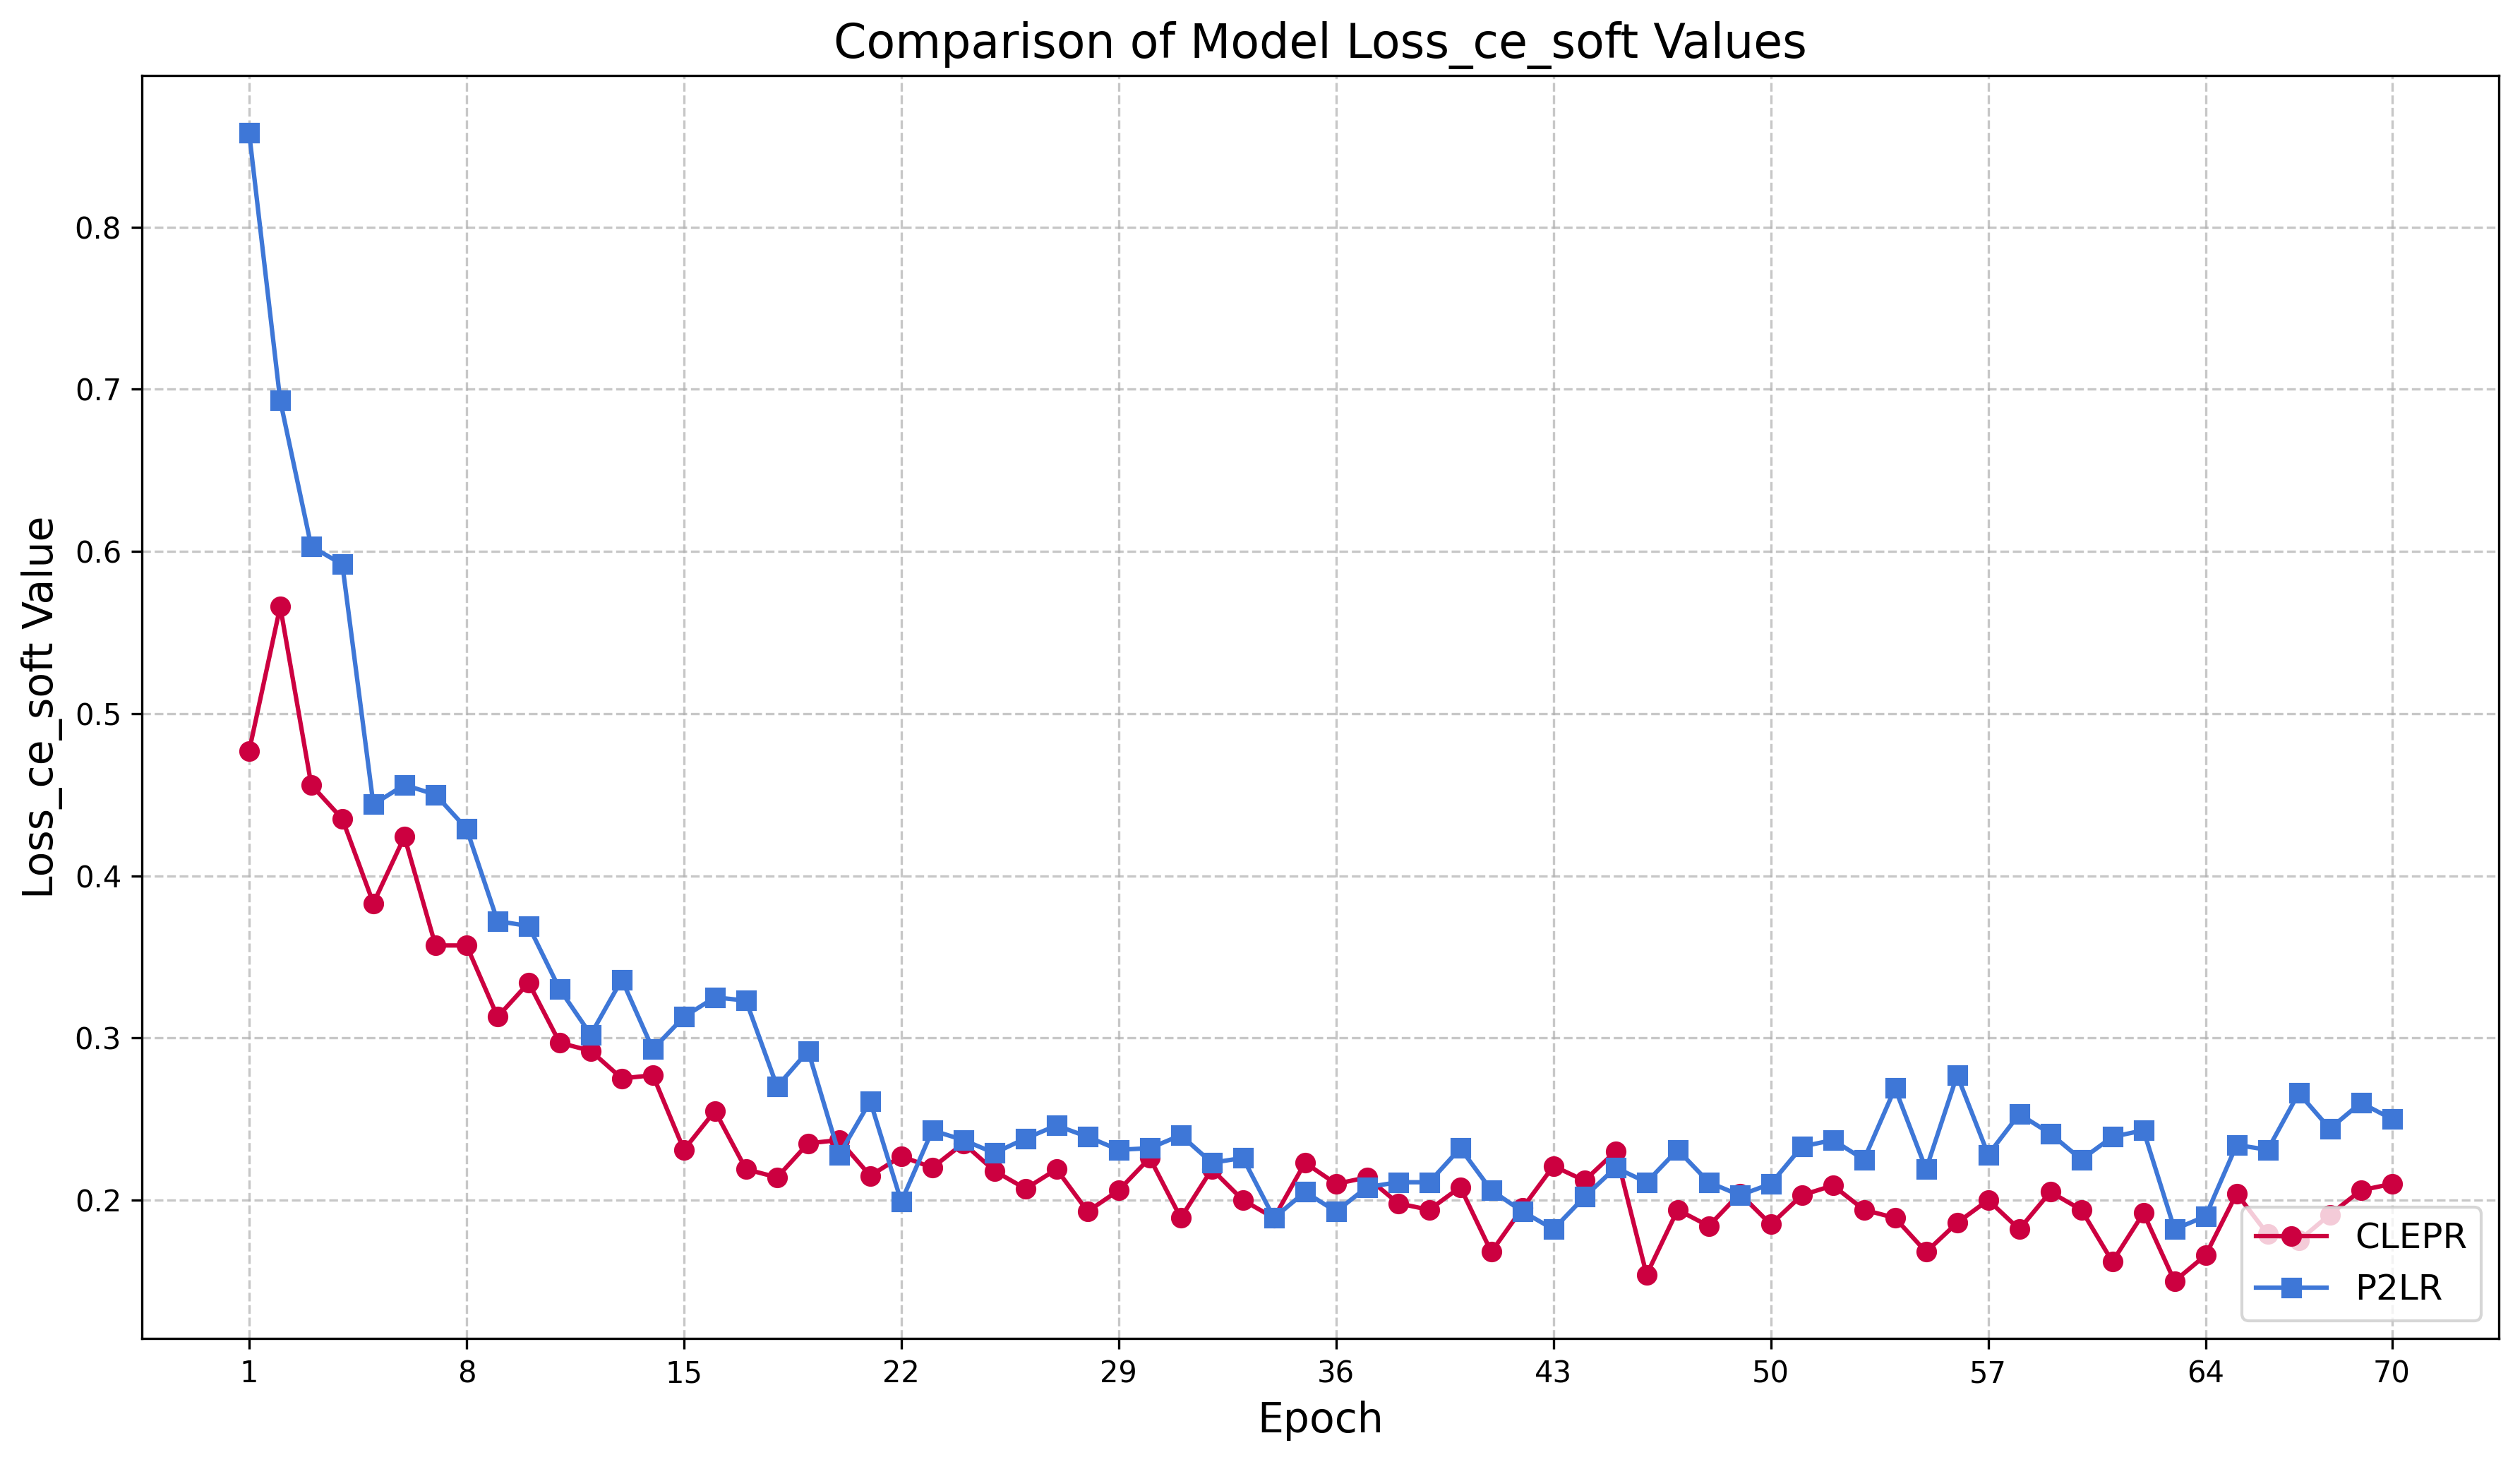 Comparison of Model Loss_ce_soft Values
Loss_ce_soft Value
0.8
0.7
0.6
0.5
0.4
0.3
0.2
1 8 15 22 29 36 43 50 57 64 70
Epoch
CLEPR
P2LR